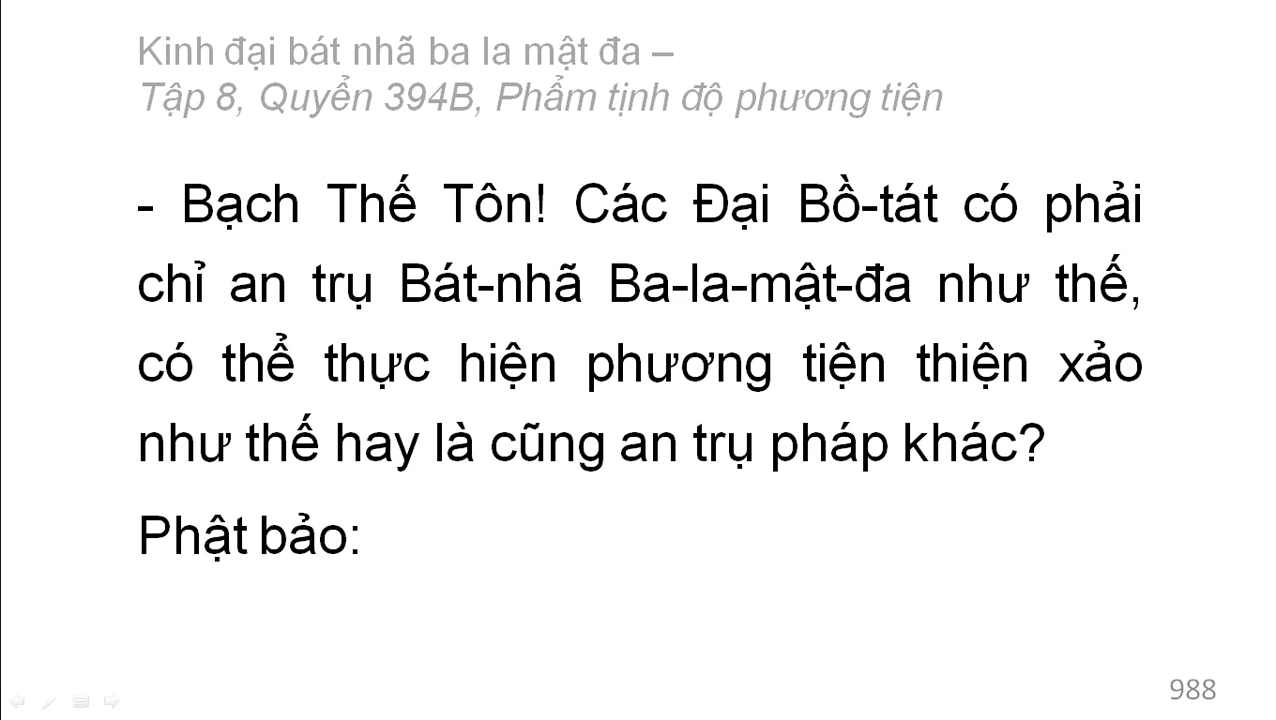 Kinh đại bát nhã ba la mật đa –
Tập 8, Quyển 394B, Phẩm tịnh độ phương tiện
- Bạch Thế Tôn! Các Đại Bồ-tát có phải
chỉ an trụ Bát-nhã Ba-la-mật-đa như thế,
có thể thực hiện phương tiện thiện xảo
như thế hay là cũng an trụ pháp khác?
Phật bảo:
988